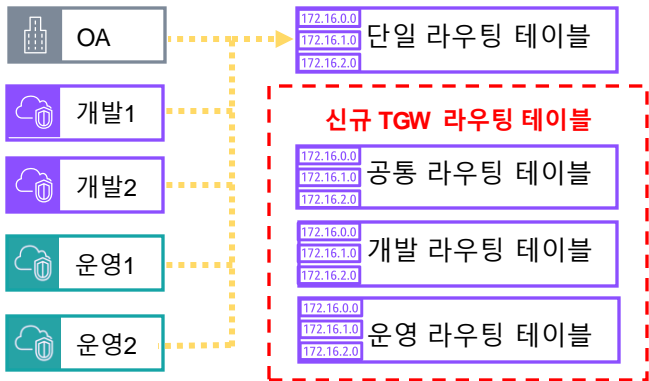 OA
개발1
개발2
운영1
운영2
172.16.0.0
172.16.1.0
172.16.2.0
단일 라우팅 테이블
신규 TGW 라우팅 테이블
172.16.0.0
172.16.1.0
172.16.2.0
공통 라우팅 테이블
172.16.0.0
172.16.1.0
172.16.2.0
개발 라우팅 테이블
172.16.0.0
172.16.1.0
172.16.2.0
운영 라우팅 테이블